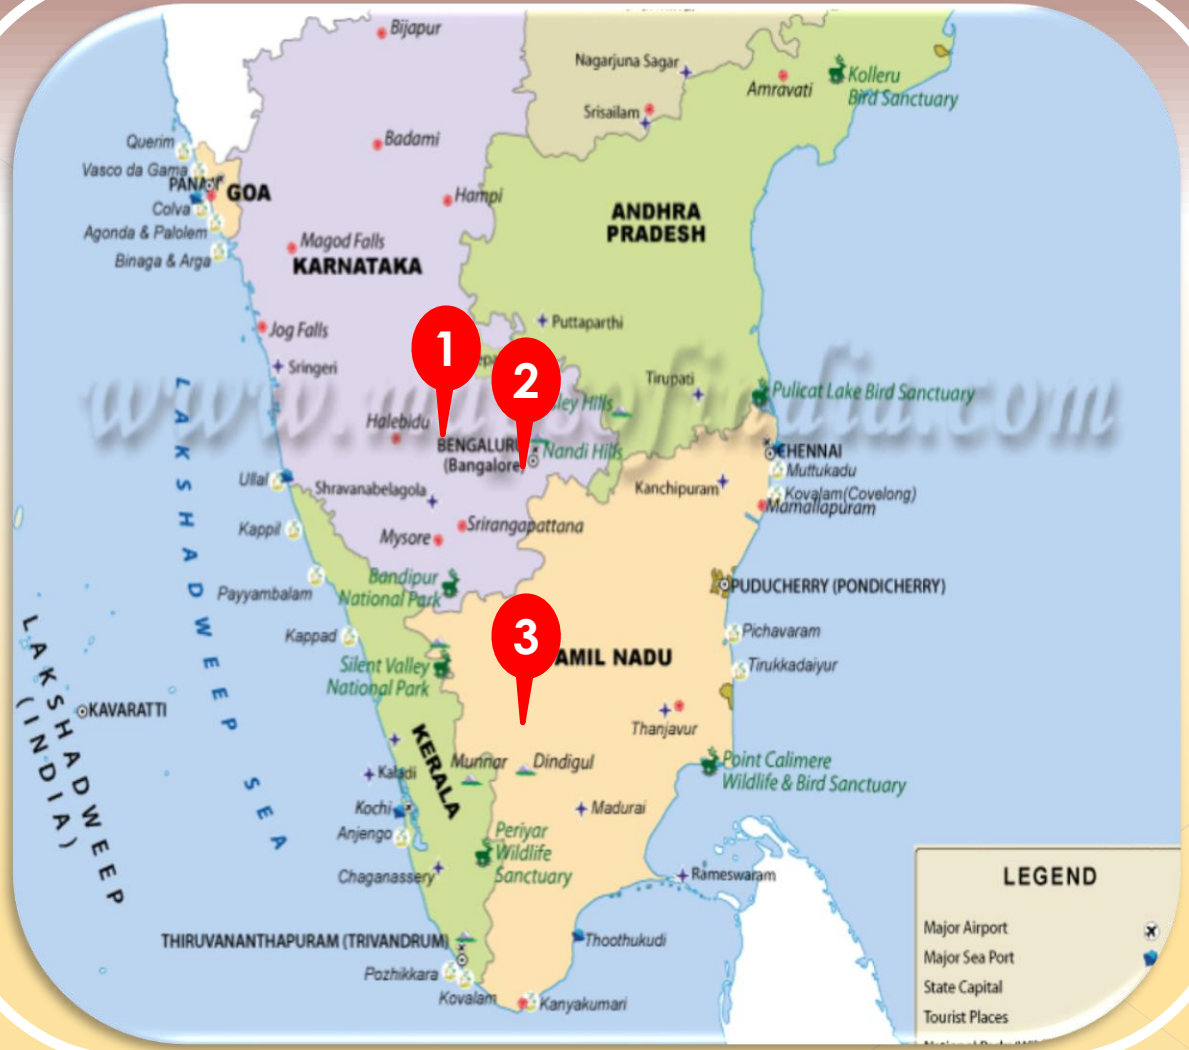 Bijapur
Nagarjuna Sagar
Kolleru
Bird Sanctuary
Amravati
Srisailam
Badami
Querim
Vasco da Gama
PANAJI
GOA
Colva
Agonda & Palolem
Binaga & Arga
Hampi
Magod Falls
KARNATAKA
ANDHRA
PRADESH
Jog Falls
Puttaparthi
Sringeri
1
2
Tirupati
Pulicat Lake Bird Sanctuary
Halebidu
BENGALURU
(Bangalore)
Nandi Hills
CHENNAI
Muttukadu
Kovalam(Covelong)
Mamallapuram
Kanchipuram
Ullal
Shravanabelagola
Kappil
Mysore
Srirangapattana
Bandipur
National Park
Payyambalam
PUDUCHERRY (PONDICHERRY)
Kappad
3
AMIL NADU
Pichavaram
Tirukkadaiyur
Silent Valley
National Park
LAKSHADWEEP SEA
LAKSHADWEEP
(INDIA)
KAVARATTI
Thanjavur
KERALA
Munnar
Dindigul
Point Calimere
Wildlife & Bird Sanctuary
Kaladi
Kochi
Anjengo
Madurai
Periyar
Wildlife
Sanctuary
Chaganassery
Rameswaram
THIRUVANANTHAPURAM (TRIVANDRUM)
Thoothukudi
Pozhikkara
Kovalam
Kanyakumari
LEGEND
Major Airport
Major Sea Port
State Capital
Tourist Places